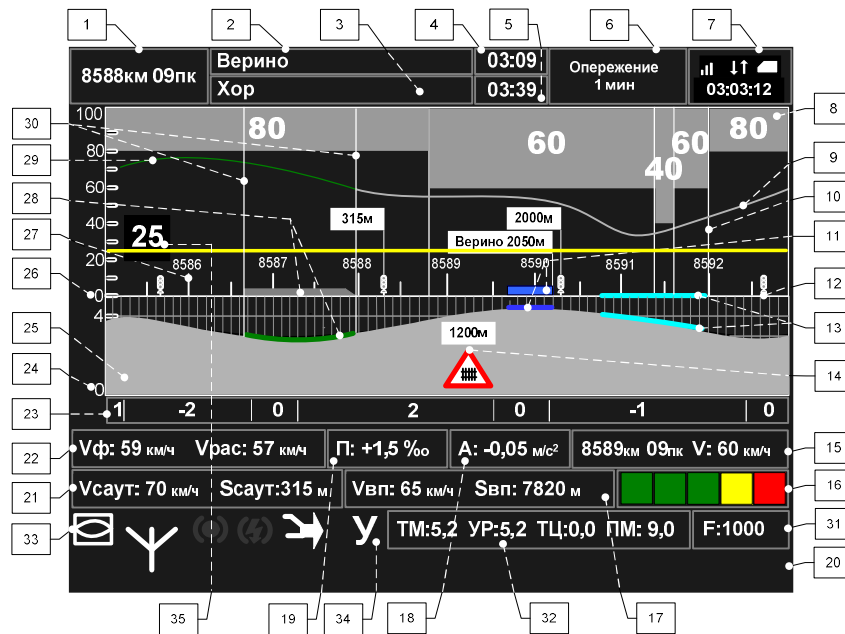 1 2 3 4 5 6 7
8588км 09пк
Верино 03:09
Хор 03:39
Опережение
1 мин
03:03:12
100 80 60 40 20 0 4 0
80 60 40 60 80
25
315м 2000м
Верино 2050м
8586 8587 8588 8589 8590 8591 8592
1200м
1 -2 0 2 0 -1 0
Vф: 59 км/ч Vрас: 57 км/ч
П: +1,5 ‰
А: -0,05 м/с²
8589км 09пк V: 60 км/ч
Vсаут: 70 км/ч Sсаут:315 м
Vвп: 65 км/ч Sвп: 7820 м
У
ТМ:5,2 УР:5,2 ТЦ:0,0 ПМ: 9,0
F:1000
30 29 28 27 26 25 24 23 22 21 33
8 9 10 11 12 13 14 15 16 31 20
35 19 34 18 32 17